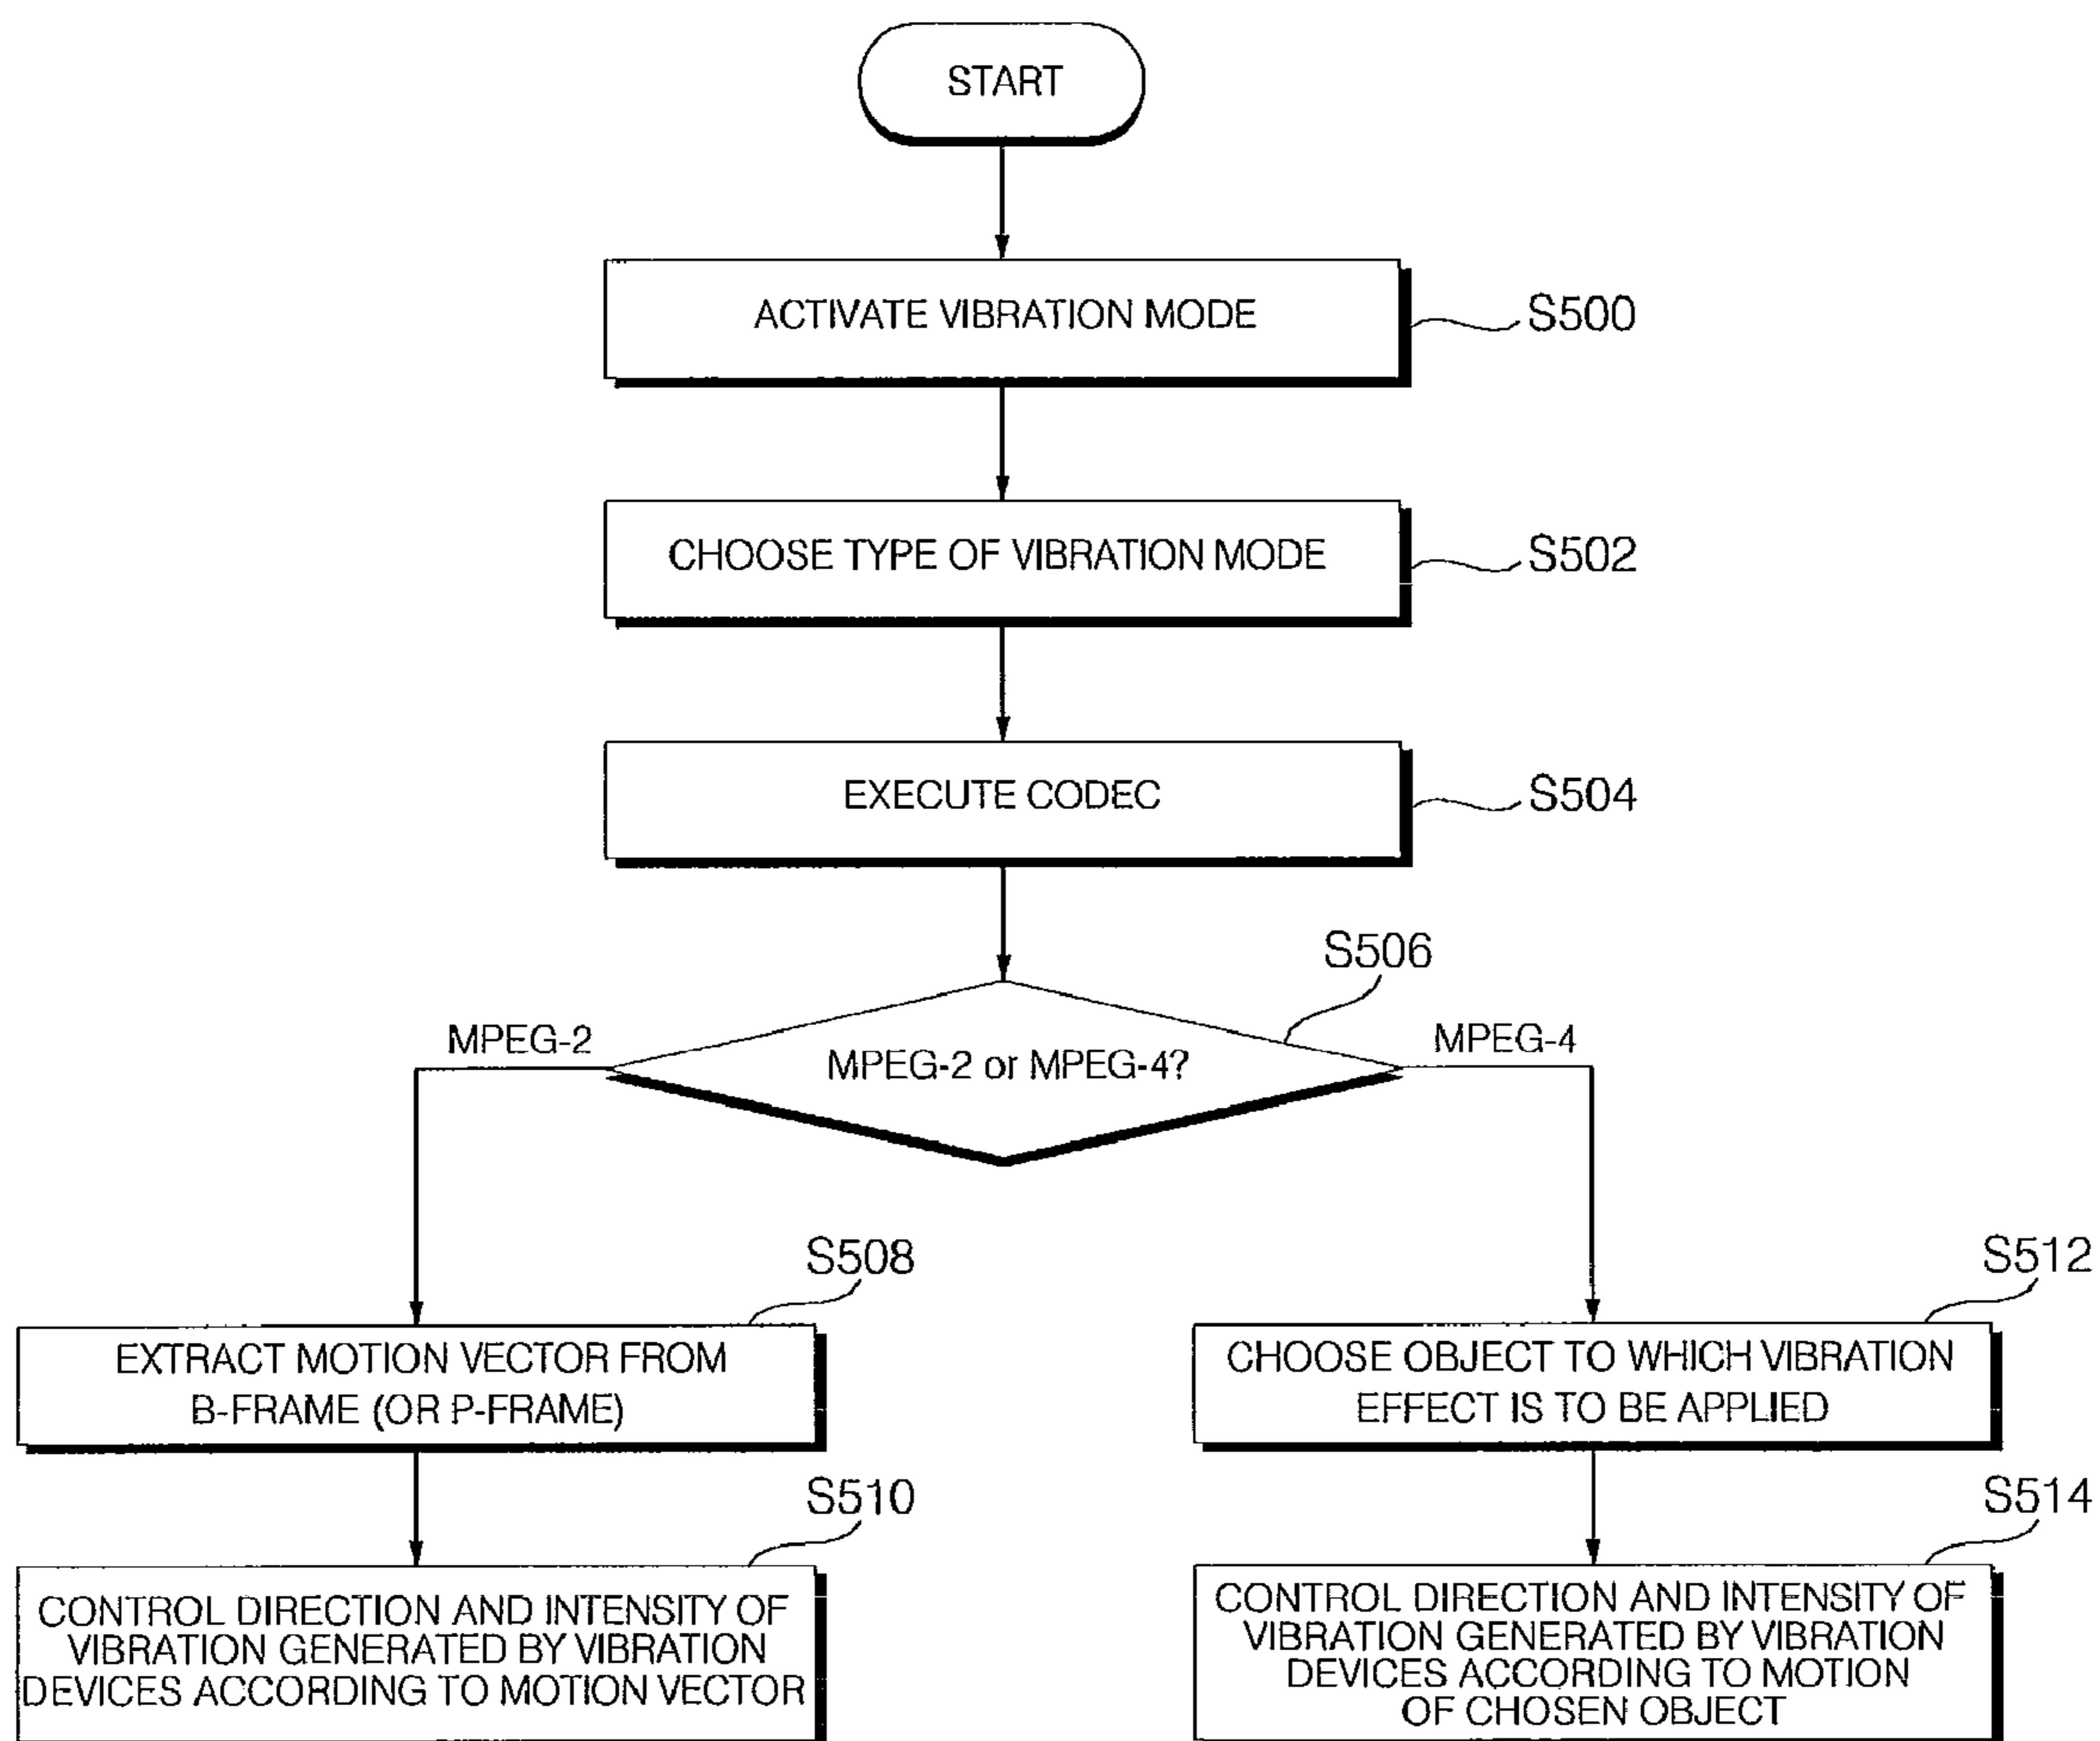 START
ACTIVATE VIBRATION MODE
S500
CHOOSE TYPE OF VIBRATION MODE
S502
EXECUTE CODEC
S504
S506
MPEG-2
MPEG-2 or MPEG-4?
MPEG-4
S508
EXTRACT MOTION VECTOR FROM
B-FRAME (OR P-FRAME)
S510
CONTROL DIRECTION AND INTENSITY OF
VIBRATION GENERATED BY VIBRATION
DEVICES ACCORDING TO MOTION VECTOR
S512
CHOOSE OBJECT TO WHICH VIBRATION
EFFECT IS TO BE APPLIED
S514
CONTROL DIRECTION AND INTENSITY OF
VIBRATION GENERATED BY VIBRATION
DEVICES ACCORDING TO MOTION
OF CHOSEN OBJECT